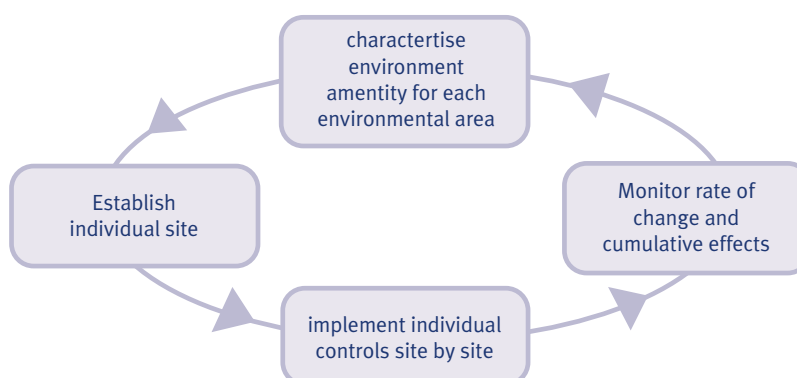 charactertise
environment
amentity for each
environmental area
Establish
individual site
Monitor rate of
change and
cumulative effects
implement individual
controls site by site